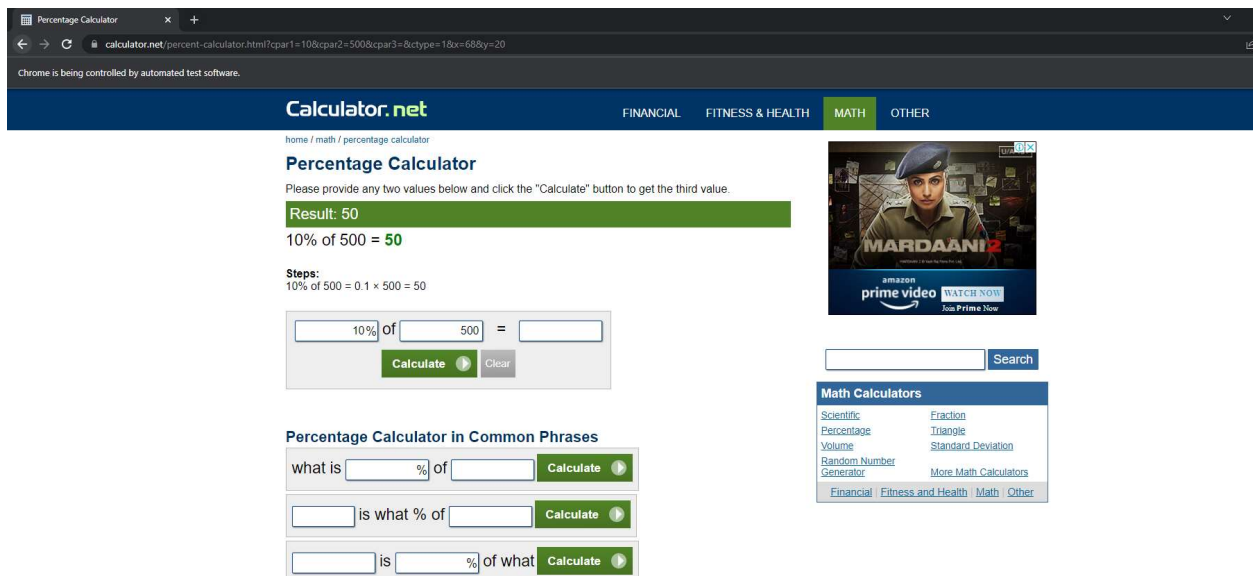 Percentage Calculator
calculator.net/percent-calculator.html?cpar1=10&cpar2=500&cpar3=&ctype=1&x=68&y=20
Chrome is being controlled by automated test software.
Calculator.net
FINANCIAL FITNESS & HEALTH MATH OTHER
home / math / percentage calculator
Percentage Calculator
Please provide any two values below and click the "Calculate" button to get the third value.
Result: 50
10% of 500 = 50
Steps:
10% of 500 = 0.1 × 500 = 50
10% of 500 =
Calculate Clear
Percentage Calculator in Common Phrases
what is % of Calculate
is what % of Calculate
is % of what Calculate
MARDAANI 2
amazon
prime video WATCH NOW
Join Prime Now
Search
Math Calculators
Scientific Fraction
Percentage Triangle
Volume Standard Deviation
Random Number
Generator More Math Calculators
Financial | Fitness and Health | Math | Other